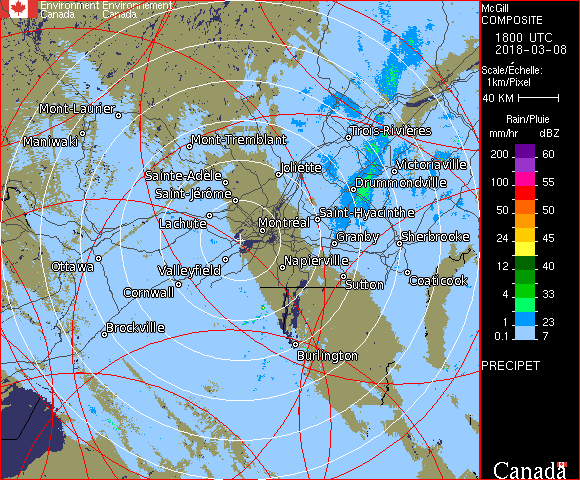 Environment Environnement
Canada Canada
McGill
COMPOSITE
1800 UTC
2018-03-08
Scale/Échelle:
1km/Pixel
40 KM
Rain/Pluie
mm/hr dBZ
200 60
100 55
50 50
24 45
12 40
4 33
1 23
0.1 7
PRECIPET
Canada
Mont-Laurier
Maniwaki
Mont-Tremblant
Trois-Rivières
Joliette
Victoriaville
Sainte-Adèle
Drummondville
Saint-Jérôme
Saint-Hyacinthe
Lachute
Montréal
Granby
Sherbrooke
Ottawa
Valleyfield
Napierville
Coaticook
Cornwall
Sutton
Brockville
Burlington